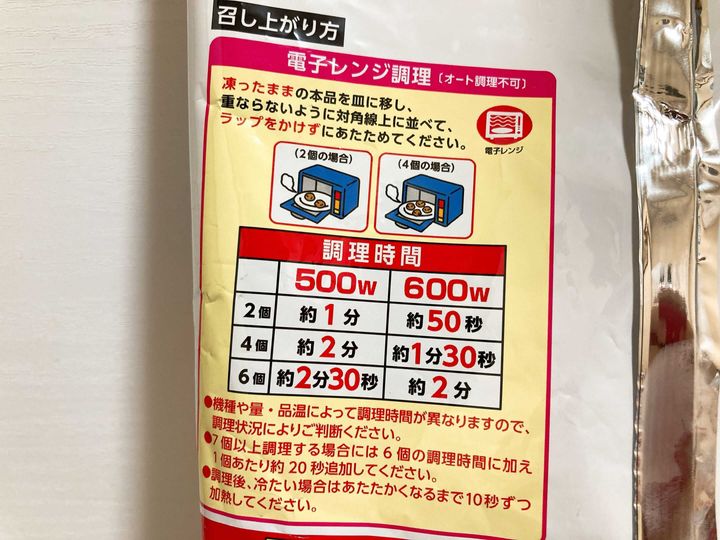 召し上がり方
電子レンジ調理〔オート調理不可〕
凍ったままの本品を皿に移し、
重ならないように対角線上に並べて、
ラップをかけずにあたためてください。
電子レンジ
(2個の場合) (4個の場合)
調理時間
500W 600W
2個 約1分 約50秒
4個 約2分 約1分30秒
6個 約2分30秒 約2分
●機種や量・品温によって調理時間が異なりますので、
調理状況によりご判断ください。
●7個以上調理する場合には6個の調理時間に加え
1個あたり約20秒追加してください。
●調理後、冷たい場合はあたたかくなるまで10秒ずつ
加熱してください。